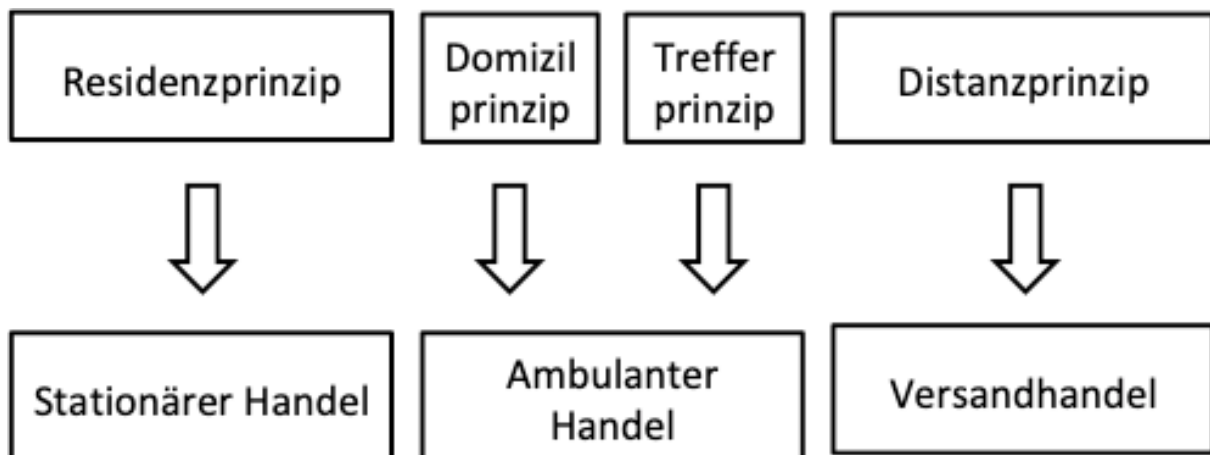 Residenzprinzip
Domizil
prinzip
Treffer
prinzip
Distanzprinzip
Stationärer Handel
Ambulanter
Handel
Versandhandel